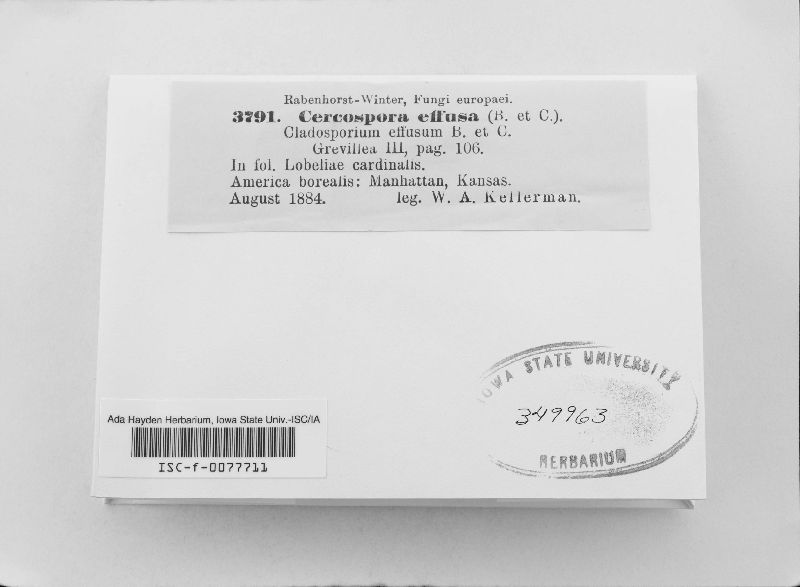 Rabenhorst-Winter, Fungi europaei.
3791. Cercospora effusa (B. et C.).
Cladosporium effusum B. et C.
Grevillea III, pag. 106.
In fol. Lobeliae cardinalis.
America borealis: Manhattan, Kansas.
August 1884. leg. W. A. Kellerman.
IOWA STATE UNIVERSITY
349963
HERBARIUM
Ada Hayden Herbarium, Iowa State Univ.-ISC/IA
ISC-f-0077711